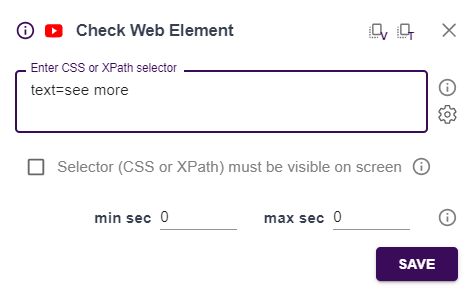 Check Web Element
V T
Enter CSS or XPath selector
text=see more
Selector (CSS or XPath) must be visible on screen
min sec 0 max sec 0
SAVE